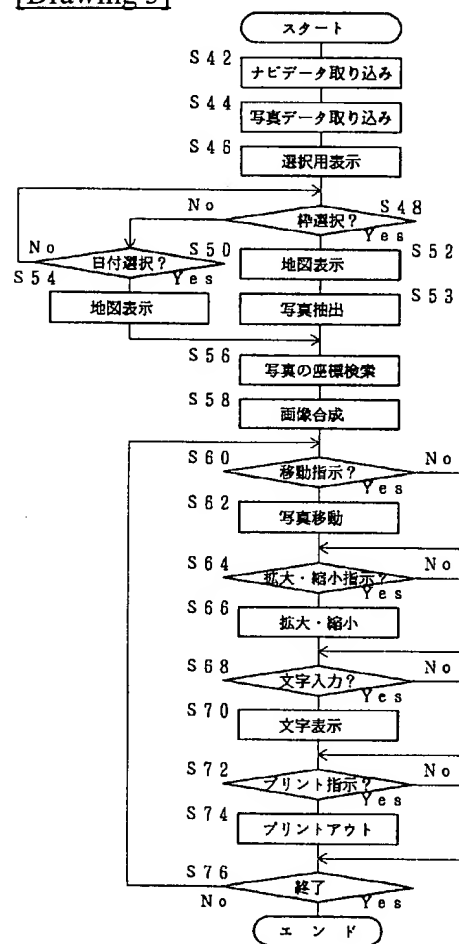 [Drawing 5]
スタート
S42
ナビデータ取り込み
S44
写真データ取り込み
S46
選択用表示
No
S48
枠選択?
Yes
No
S50
S52
日付選択?
地図表示
S54
Yes
S53
地図表示
写真抽出
S56
写真の座標検索
S58
画像合成
S60
No
移動指示?
Yes
S62
写真移動
S64
No
拡大・縮小指示?
Yes
S66
拡大・縮小
S68
No
文字入力?
Yes
S70
文字表示
S72
No
プリント指示?
Yes
S74
プリントアウト
S76
終了
No
Yes
エンド